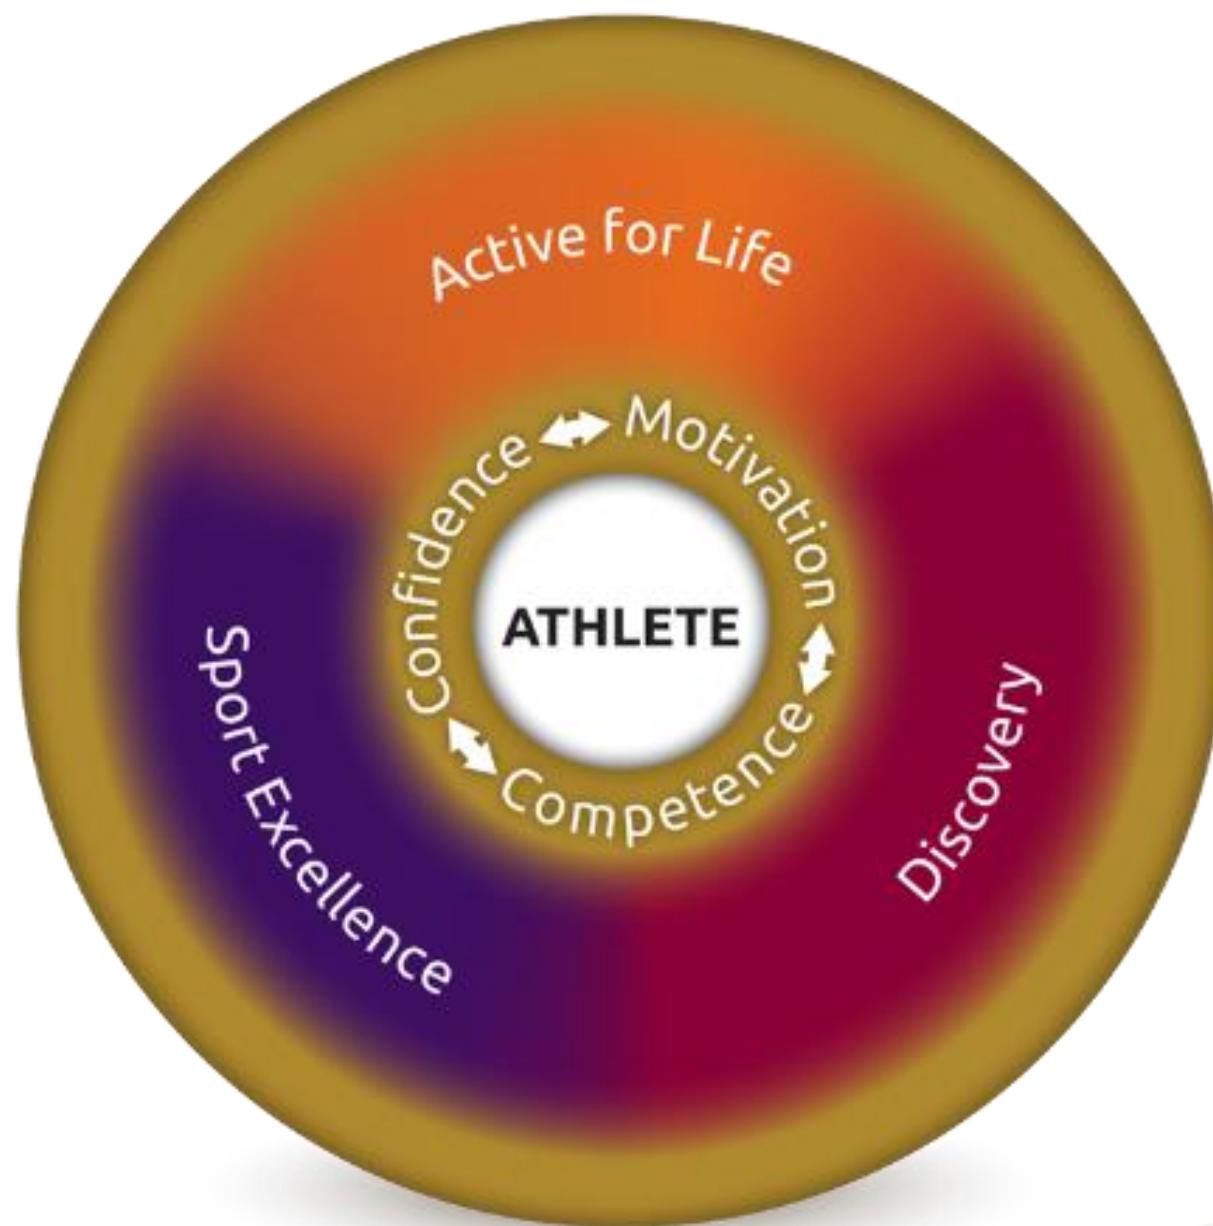 Active for Life
Confidence
Motivation
ATHLETE
Competence
Sport Excellence
Discovery